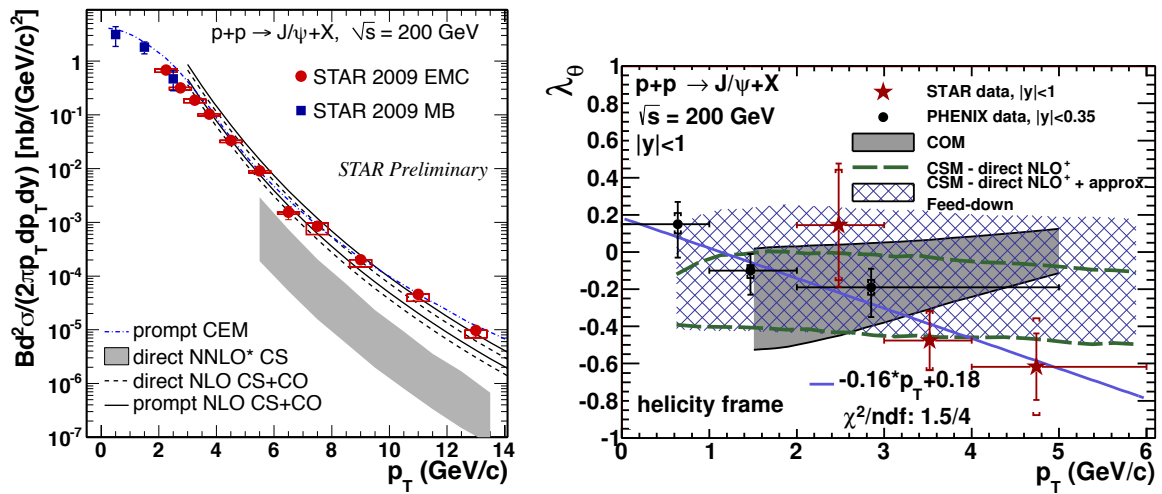 Bd²σ/(2πp_T dp_T dy) [nb/(GeV/c)²]
p+p → J/ψ+X, √s = 200 GeV
STAR 2009 EMC
STAR 2009 MB
STAR Preliminary
prompt CEM
direct NNLO* CS
direct NLO CS+CO
prompt NLO CS+CO
1
10⁻¹
10⁻²
10⁻³
10⁻⁴
10⁻⁵
10⁻⁶
10⁻⁷
0 2 4 6 8 10 12 14
p_T (GeV/c)
λ_θ
p+p → J/ψ+X
√s = 200 GeV
|y|<1
STAR data, |y|<1
PHENIX data, |y|<0.35
COM
CSM - direct NLO⁺
CSM - direct NLO⁺ + approx.
Feed-down
-0.16*p_T+0.18
χ²/ndf: 1.5/4
helicity frame
1
0.8
0.6
0.4
0.2
0
-0.2
-0.4
-0.6
-0.8
-1
0 1 2 3 4 5 6
p_T (GeV/c)